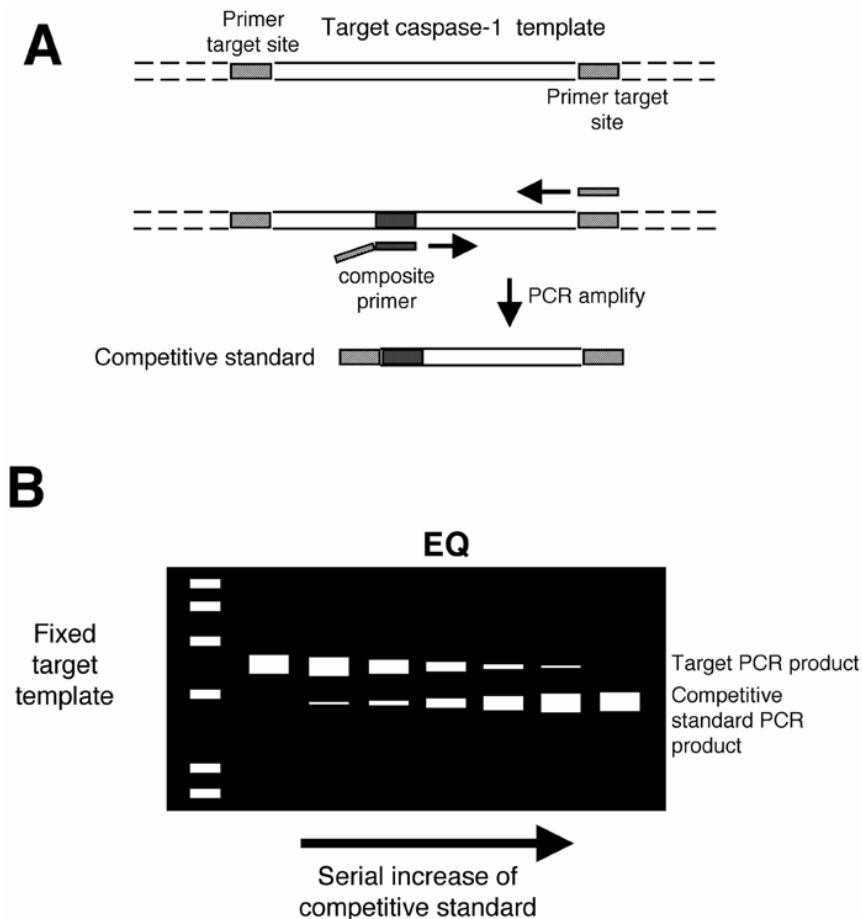 A
Primer
target site
Target caspase-1 template
Primer target
site
composite
primer
PCR amplify
Competitive standard
B
EQ
Fixed
target
template
Target PCR product
Competitive
standard PCR
product
Serial increase of
competitive standard